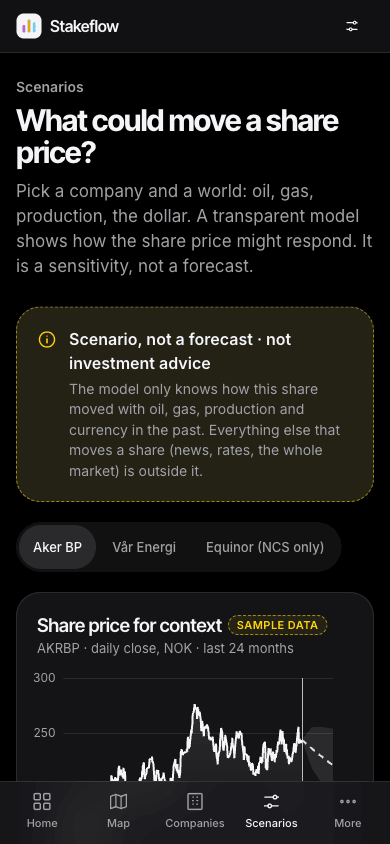 Stakeflow
Scenarios
What could move a share
price?
Pick a company and a world: oil, gas,
production, the dollar. A transparent model
shows how the share price might respond. It
is a sensitivity, not a forecast.
Scenario, not a forecast · not
investment advice
The model only knows how this share
moved with oil, gas, production and
currency in the past. Everything else that
moves a share (news, rates, the whole
market) is outside it.
Aker BP Vår Energi Equinor (NCS only)
Share price for context SAMPLE DATA
AKRBP · daily close, NOK · last 24 months
300
250
Home Map Companies Scenarios More